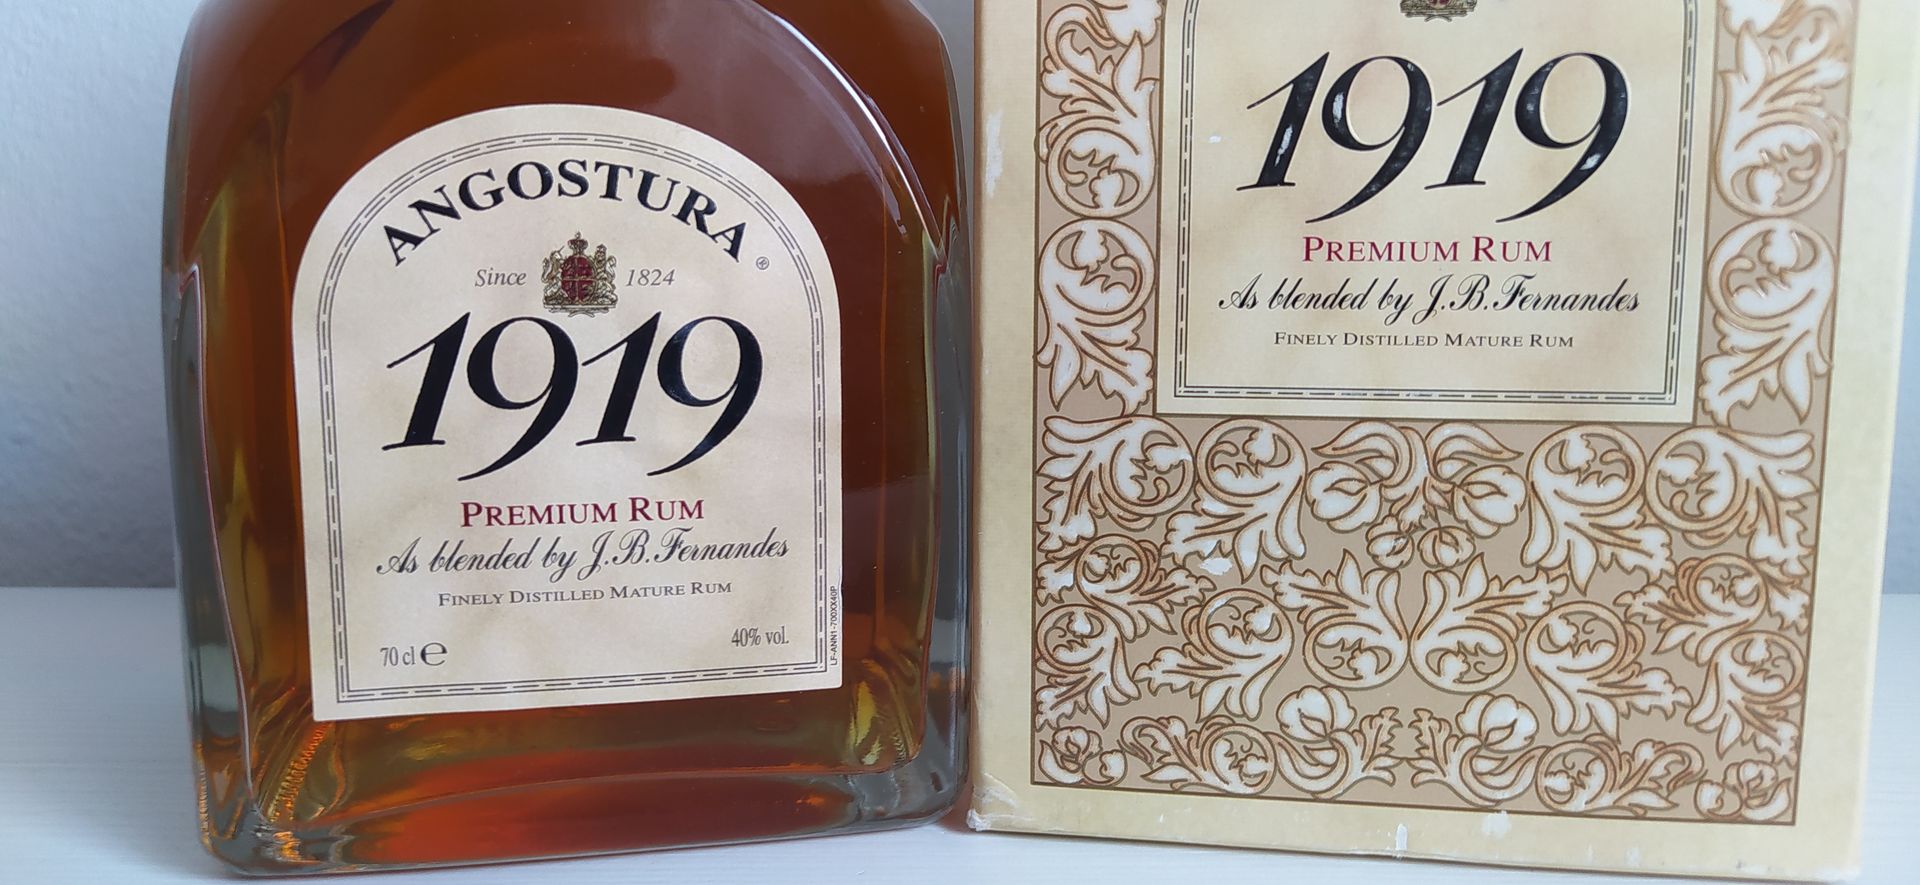 ANGOSTURA ®
Since 1824
1919
PREMIUM RUM
As blended by J.B.Fernandes
FINELY DISTILLED MATURE RUM
70 cl ℮ 40% vol.
LF-ANN1-700XX40P
1919
PREMIUM RUM
As blended by J.B.Fernandes
FINELY DISTILLED MATURE RUM